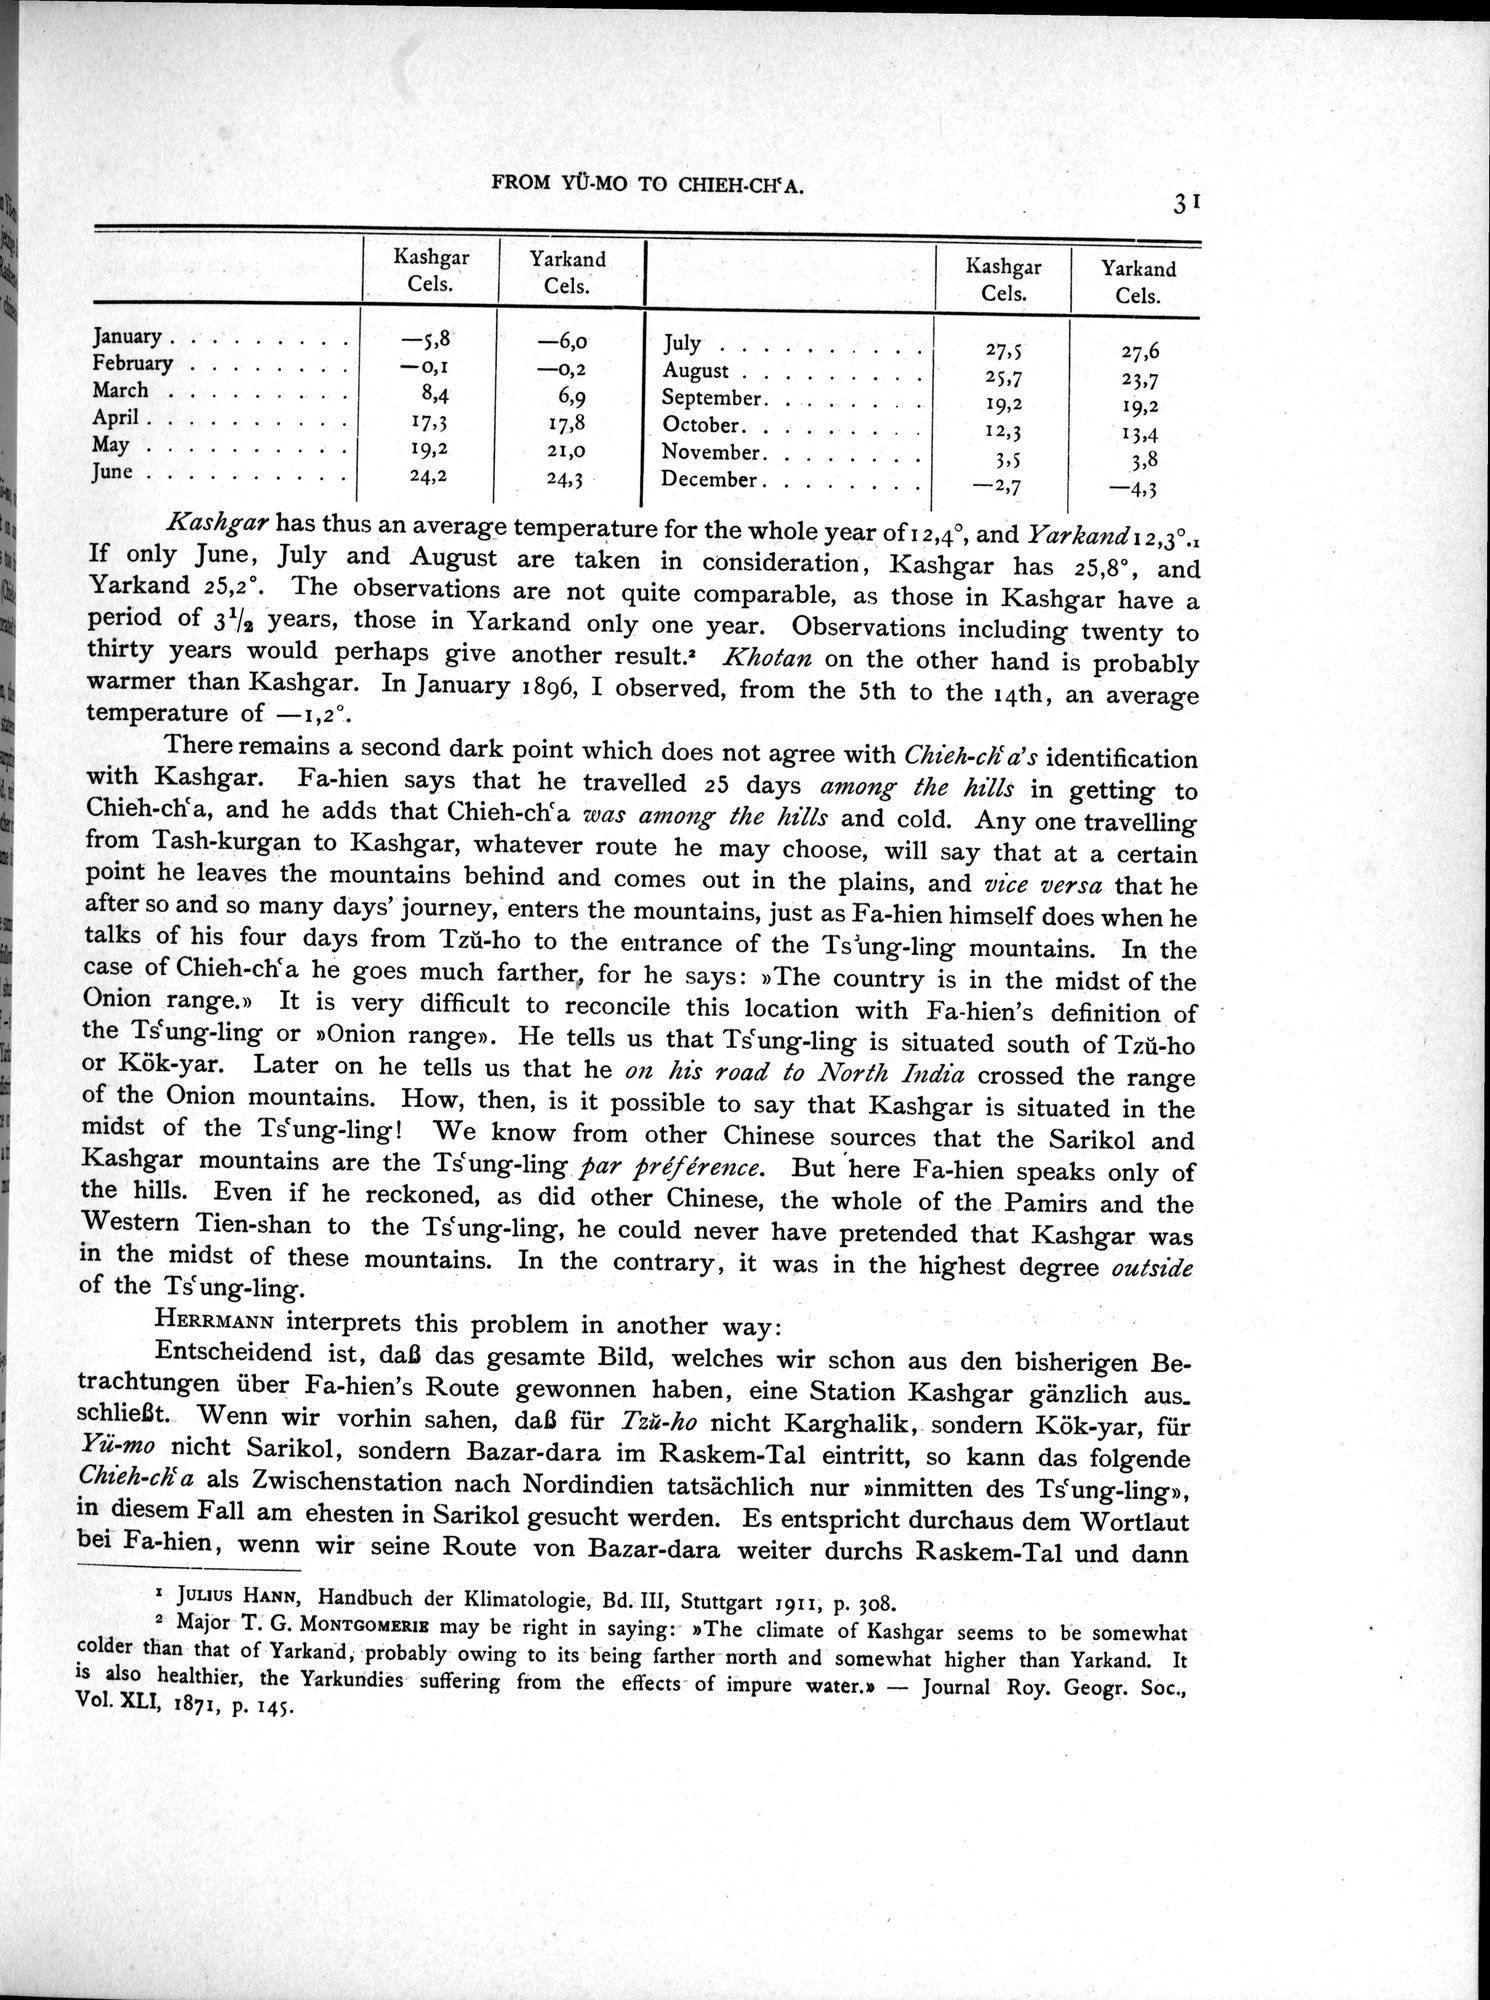 FROM YÜ-MO TO CHIEH-CHʿA.
31
Kashgar Cels. Yarkand Cels. Kashgar Cels. Yarkand Cels.
January . . . . . . . . . —5,8 —6,0 July . . . . . . . . . . 27,5 27,6
February . . . . . . . . —0,1 —0,2 August . . . . . . . . . 25,7 23,7
March . . . . . . . . . 8,4 6,9 September. . . . . . . . 19,2 19,2
April . . . . . . . . . . 17,3 17,8 October. . . . . . . . . 12,3 13,4
May . . . . . . . . . . 19,2 21,0 November. . . . . . . . 3,5 3,8
June . . . . . . . . . . 24,2 24,3 December. . . . . . . . —2,7 —4,3
Kashgar has thus an average temperature for the whole year of 12,4°, and Yarkand 12,3°.1
If only June, July and August are taken in consideration, Kashgar has 25,8°, and
Yarkand 25,2°. The observations are not quite comparable, as those in Kashgar have a
period of 3 1/2 years, those in Yarkand only one year. Observations including twenty to
thirty years would perhaps give another result.² Khotan on the other hand is probably
warmer than Kashgar. In January 1896, I observed, from the 5th to the 14th, an average
temperature of —1,2°.
There remains a second dark point which does not agree with Chieh-chʿa's identification
with Kashgar. Fa-hien says that he travelled 25 days among the hills in getting to
Chieh-chʿa, and he adds that Chieh-chʿa was among the hills and cold. Any one travelling
from Tash-kurgan to Kashgar, whatever route he may choose, will say that at a certain
point he leaves the mountains behind and comes out in the plains, and vice versa that he
after so and so many days' journey, enters the mountains, just as Fa-hien himself does when he
talks of his four days from Tzŭ-ho to the entrance of the Ts'ung-ling mountains. In the
case of Chieh-chʿa he goes much farther, for he says: »The country is in the midst of the
Onion range.» It is very difficult to reconcile this location with Fa-hien's definition of
the Tsʿung-ling or »Onion range». He tells us that Tsʿung-ling is situated south of Tzŭ-ho
or Kök-yar. Later on he tells us that he on his road to North India crossed the range
of the Onion mountains. How, then, is it possible to say that Kashgar is situated in the
midst of the Tsʿung-ling! We know from other Chinese sources that the Sarikol and
Kashgar mountains are the Tsʿung-ling par préférence. But here Fa-hien speaks only of
the hills. Even if he reckoned, as did other Chinese, the whole of the Pamirs and the
Western Tien-shan to the Tsʿung-ling, he could never have pretended that Kashgar was
in the midst of these mountains. In the contrary, it was in the highest degree outside
of the Tsʿung-ling.
HERRMANN interprets this problem in another way:
Entscheidend ist, daß das gesamte Bild, welches wir schon aus den bisherigen Be-
trachtungen über Fa-hien's Route gewonnen haben, eine Station Kashgar gänzlich aus-
schließt. Wenn wir vorhin sahen, daß für Tzŭ-ho nicht Karghalik, sondern Kök-yar, für
Yü-mo nicht Sarikol, sondern Bazar-dara im Raskem-Tal eintritt, so kann das folgende
Chieh-chʿa als Zwischenstation nach Nordindien tatsächlich nur »inmitten des Tsʿung-ling»,
in diesem Fall am ehesten in Sarikol gesucht werden. Es entspricht durchaus dem Wortlaut
bei Fa-hien, wenn wir seine Route von Bazar-dara weiter durchs Raskem-Tal und dann
¹ JULIUS HANN, Handbuch der Klimatologie, Bd. III, Stuttgart 1911, p. 308.
² Major T. G. MONTGOMERIE may be right in saying: »The climate of Kashgar seems to be somewhat
colder than that of Yarkand, probably owing to its being farther north and somewhat higher than Yarkand. It
is also healthier, the Yarkundies suffering from the effects of impure water.» — Journal Roy. Geogr. Soc.,
Vol. XLI, 1871, p. 145.